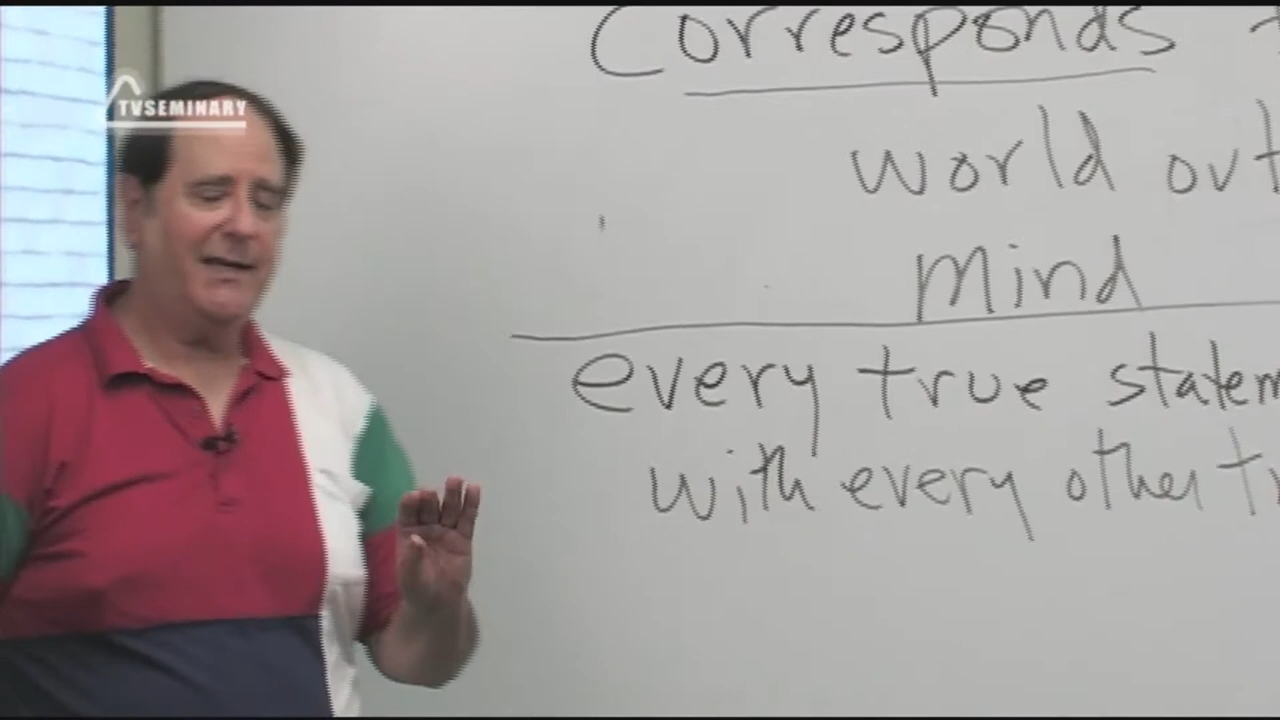 TVSEMINARY
Corresponds
world out
Mind
every true statem
with every other